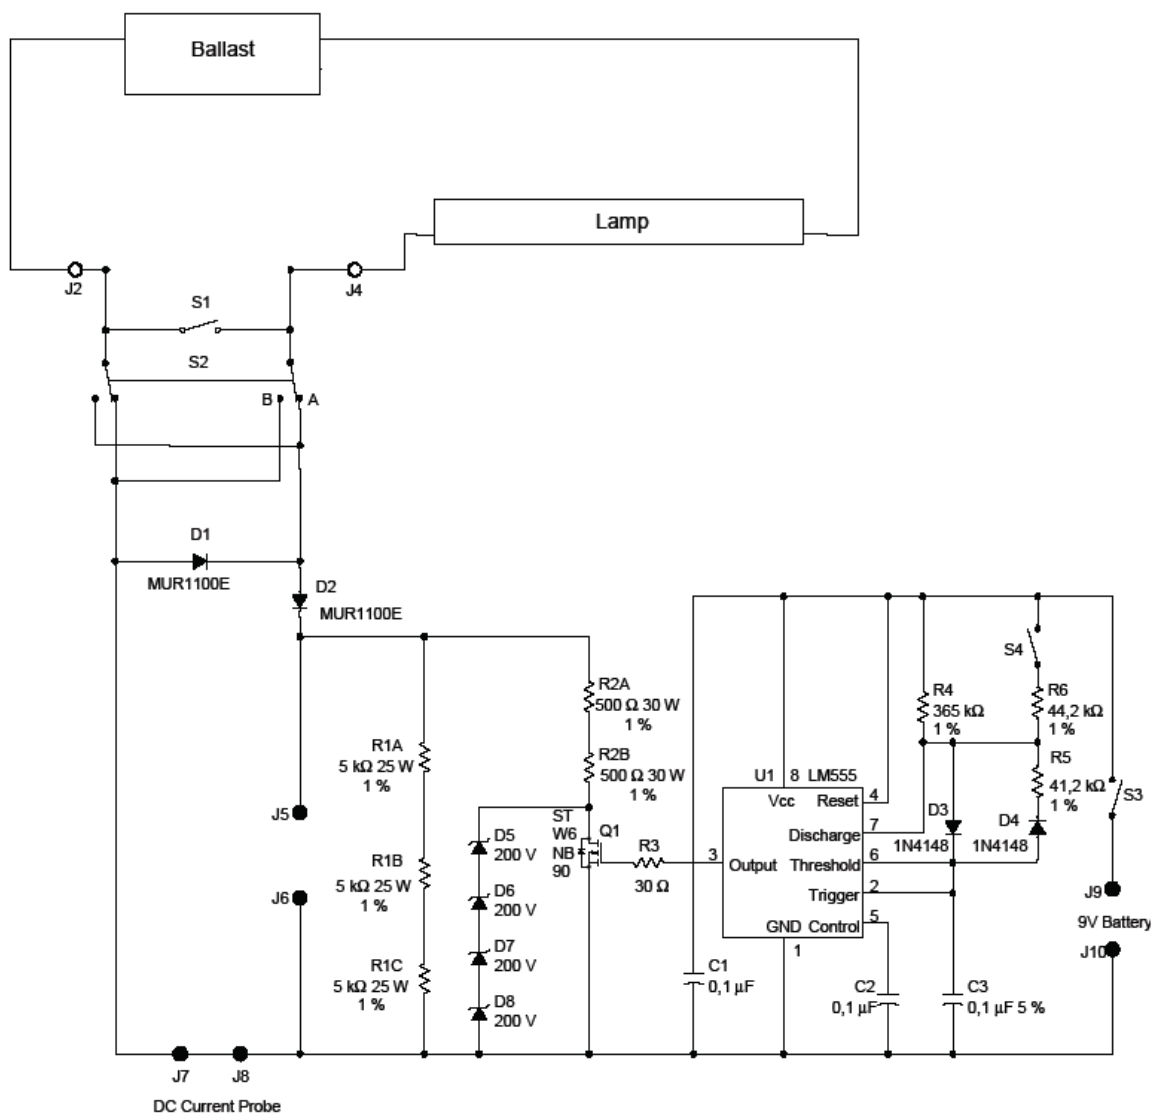 Ballast
Lamp
J2
J4
S1
S2
B
A
D1
MUR1100E
D2
MUR1100E
S4
R2A
500 Ω 30 W
1 %
R4
365 kΩ
1 %
R6
44,2 kΩ
1 %
R1A
5 kΩ 25 W
1 %
R2B
500 Ω 30 W
1 %
R5
41,2 kΩ
1 %
U1
8
LM555
S3
Vcc
Reset
4
J5
ST
W6
NB
90
Q1
D3
1N4148
D4
1N4148
Discharge
7
D5
200 V
R3
30 Ω
3
Output
Threshold
6
R1B
5 kΩ 25 W
1 %
D6
200 V
Trigger
2
J9
J6
9V Battery
GND
Control
5
1
D7
200 V
J10
R1C
5 kΩ 25 W
1 %
C1
0,1 µF
C2
0,1 µF
C3
0,1 µF 5 %
D8
200 V
J7
J8
DC Current Probe